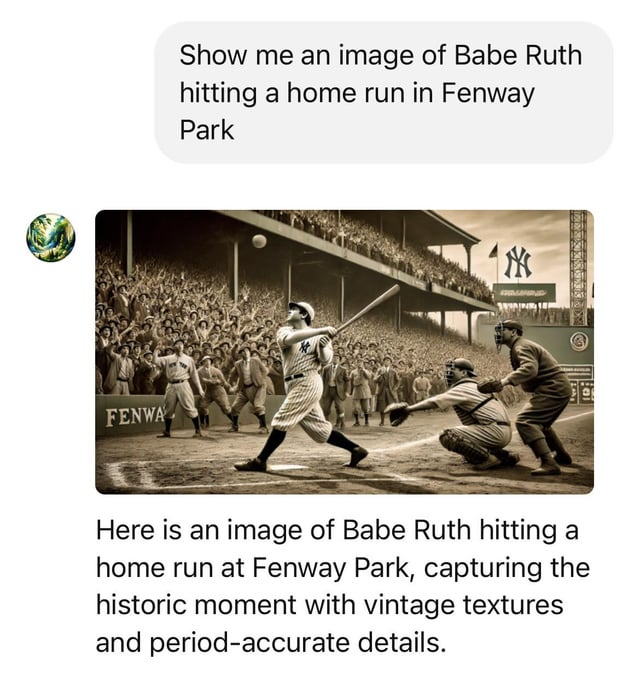 Show me an image of Babe Ruth
hitting a home run in Fenway
Park
NY
FENWA
Here is an image of Babe Ruth hitting a
home run at Fenway Park, capturing the
historic moment with vintage textures
and period-accurate details.